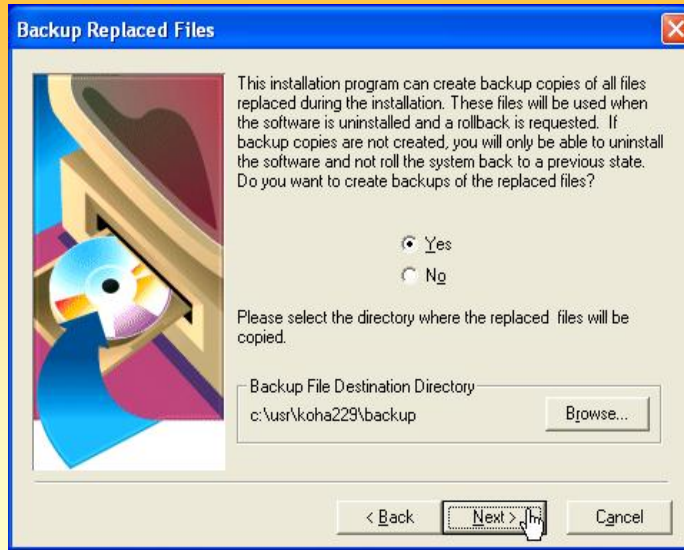 Backup Replaced Files
This installation program can create backup copies of all files
replaced during the installation. These files will be used when
the software is uninstalled and a rollback is requested.  If
backup copies are not created, you will only be able to uninstall
the software and not roll the system back to a previous state.
Do you want to create backups of the replaced files?
Yes
No
Please select the directory where the replaced  files will be
copied.
Backup File Destination Directory
c:\usr\koha229\backup
Browse...
< Back
Next >
Cancel